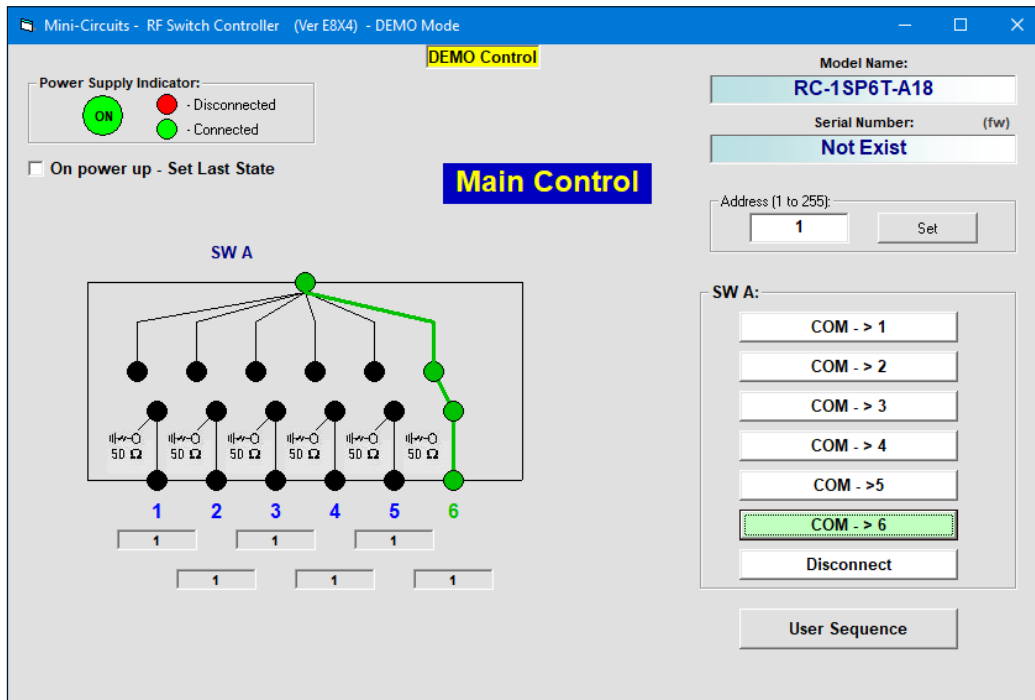 Mini-Circuits - RF Switch Controller (Ver E8X4) - DEMO Mode
DEMO Control
Power Supply Indicator:
ON
- Disconnected
- Connected
On power up - Set Last State
Main Control
Model Name:
RC-1SP6T-A18
Serial Number: (fw)
Not Exist
Address (1 to 255):
1 Set
SW A
50 Ω 50 Ω 50 Ω 50 Ω 50 Ω 50 Ω
1 2 3 4 5 6
1 1 1
1 1 1
SW A:
COM - > 1
COM - > 2
COM - > 3
COM - > 4
COM - >5
COM - > 6
Disconnect
User Sequence